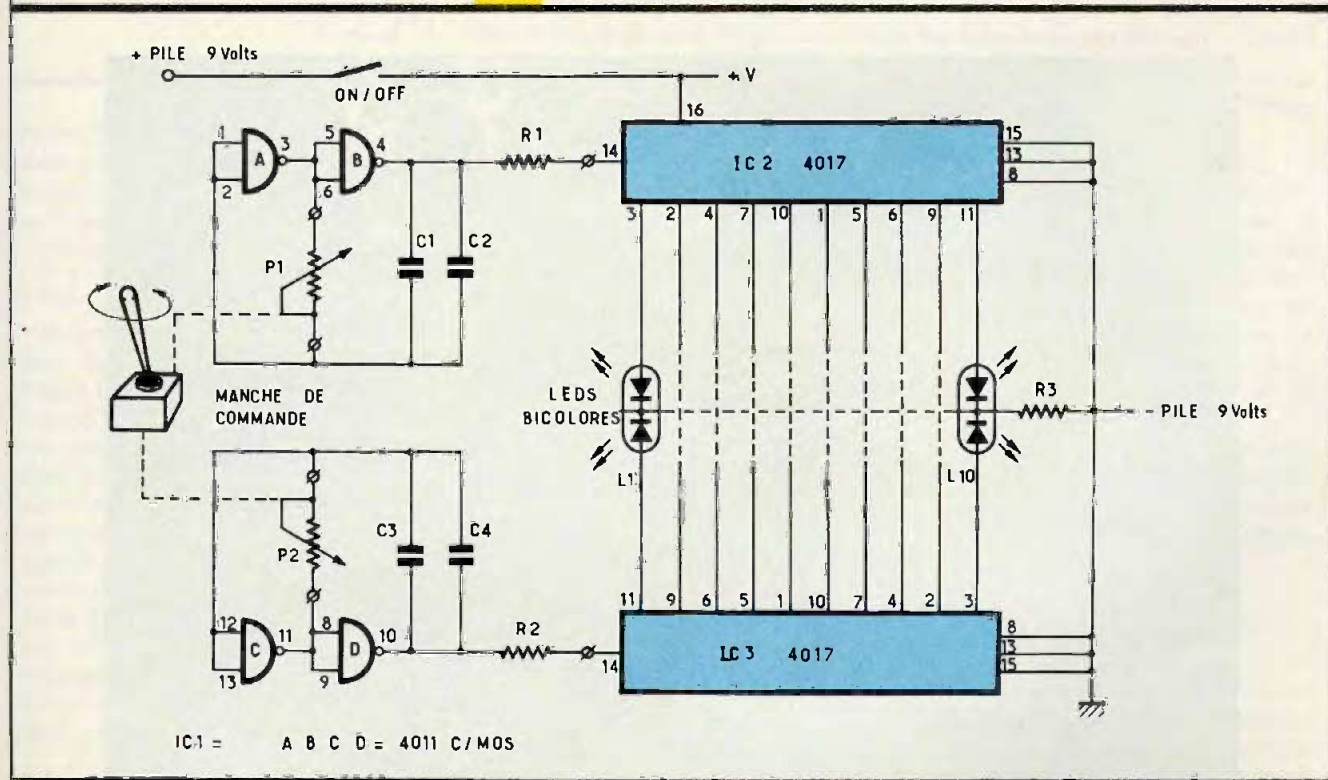 + PILE 9 Volts
ON / OFF
+ V
16
R1
14
IC 2 4017
15
13
8
1
2
A
3
5
6
B
4
3 2 4 7 10 1 5 6 9 11
P1
C1
C2
MANCHE DE
COMMANDE
LEDS
BICOLORES
R3
- PILE 9 Volts
L1
L10
P2
C3
C4
11 9 6 5 1 10 7 4 2 3
12
13
C
11
8
9
D
10
R2
14
IC 3 4017
8
13
15
IC1 = A B C D = 4011 C/MOS